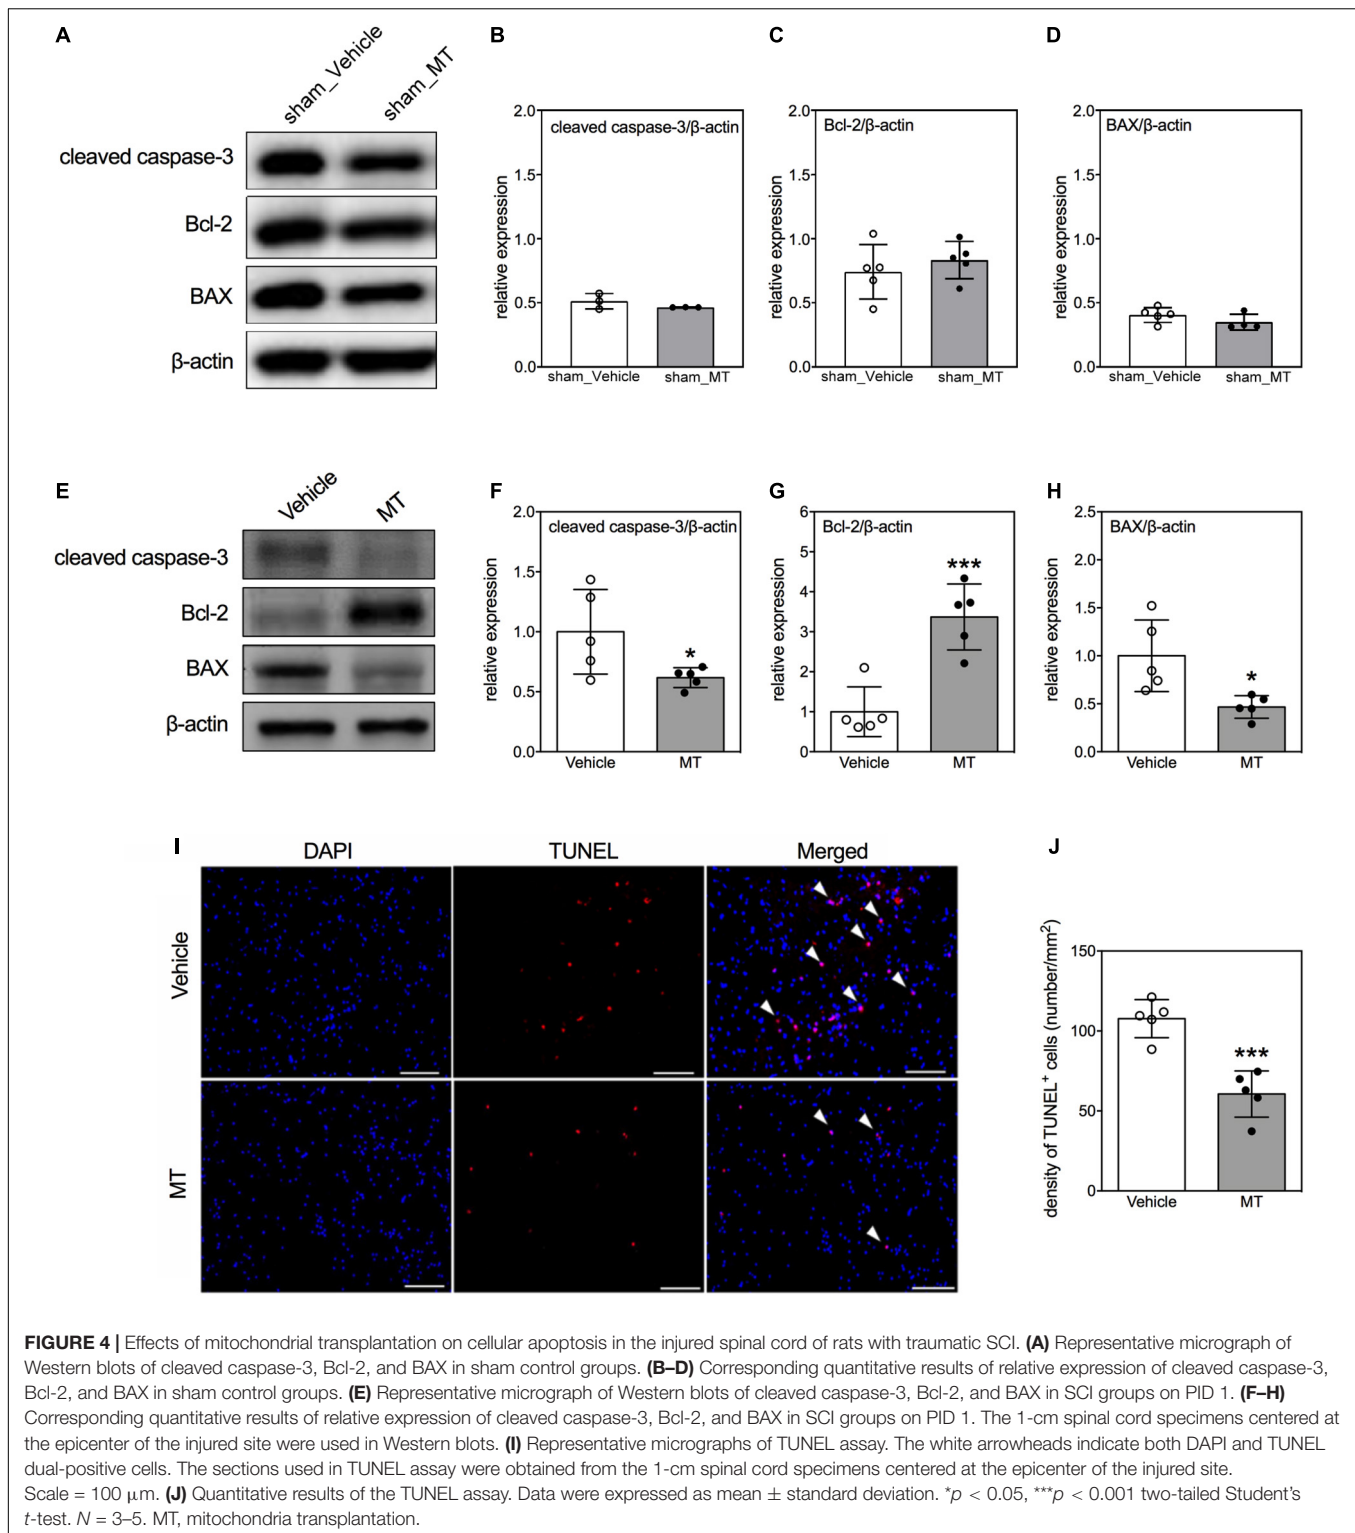 A
sham_Vehicle
sham_MT
cleaved caspase-3
Bcl-2
BAX
β-actin
B
2.0
1.5
1.0
0.5
0.0
relative expression
cleaved caspase-3/β-actin
sham_Vehicle sham_MT
C
2.0
1.5
1.0
0.5
0.0
relative expression
Bcl-2/β-actin
sham_Vehicle sham_MT
D
2.0
1.5
1.0
0.5
0.0
relative expression
BAX/β-actin
sham_Vehicle sham_MT
E
Vehicle
MT
cleaved caspase-3
Bcl-2
BAX
β-actin
F
2.0
1.5
1.0
0.5
0.0
relative expression
cleaved caspase-3/β-actin
*
Vehicle MT
G
6
5
4
3
2
1
0
relative expression
Bcl-2/β-actin
***
Vehicle MT
H
2.5
2.0
1.5
1.0
0.5
0.0
relative expression
BAX/β-actin
*
Vehicle MT
I
DAPI TUNEL Merged
Vehicle
MT
J
150
100
50
0
density of TUNEL+ cells (number/mm2)
***
Vehicle MT
FIGURE 4 | Effects of mitochondrial transplantation on cellular apoptosis in the injured spinal cord of rats with traumatic SCI. (A) Representative micrograph of
Western blots of cleaved caspase-3, Bcl-2, and BAX in sham control groups. (B–D) Corresponding quantitative results of relative expression of cleaved caspase-3,
Bcl-2, and BAX in sham control groups. (E) Representative micrograph of Western blots of cleaved caspase-3, Bcl-2, and BAX in SCI groups on PID 1. (F–H)
Corresponding quantitative results of relative expression of cleaved caspase-3, Bcl-2, and BAX in SCI groups on PID 1. The 1-cm spinal cord specimens centered at
the epicenter of the injured site were used in Western blots. (I) Representative micrographs of TUNEL assay. The white arrowheads indicate both DAPI and TUNEL
dual-positive cells. The sections used in TUNEL assay were obtained from the 1-cm spinal cord specimens centered at the epicenter of the injured site.
Scale = 100 μm. (J) Quantitative results of the TUNEL assay. Data were expressed as mean ± standard deviation. *p < 0.05, ***p < 0.001 two-tailed Student's
t-test. N = 3–5. MT, mitochondria transplantation.